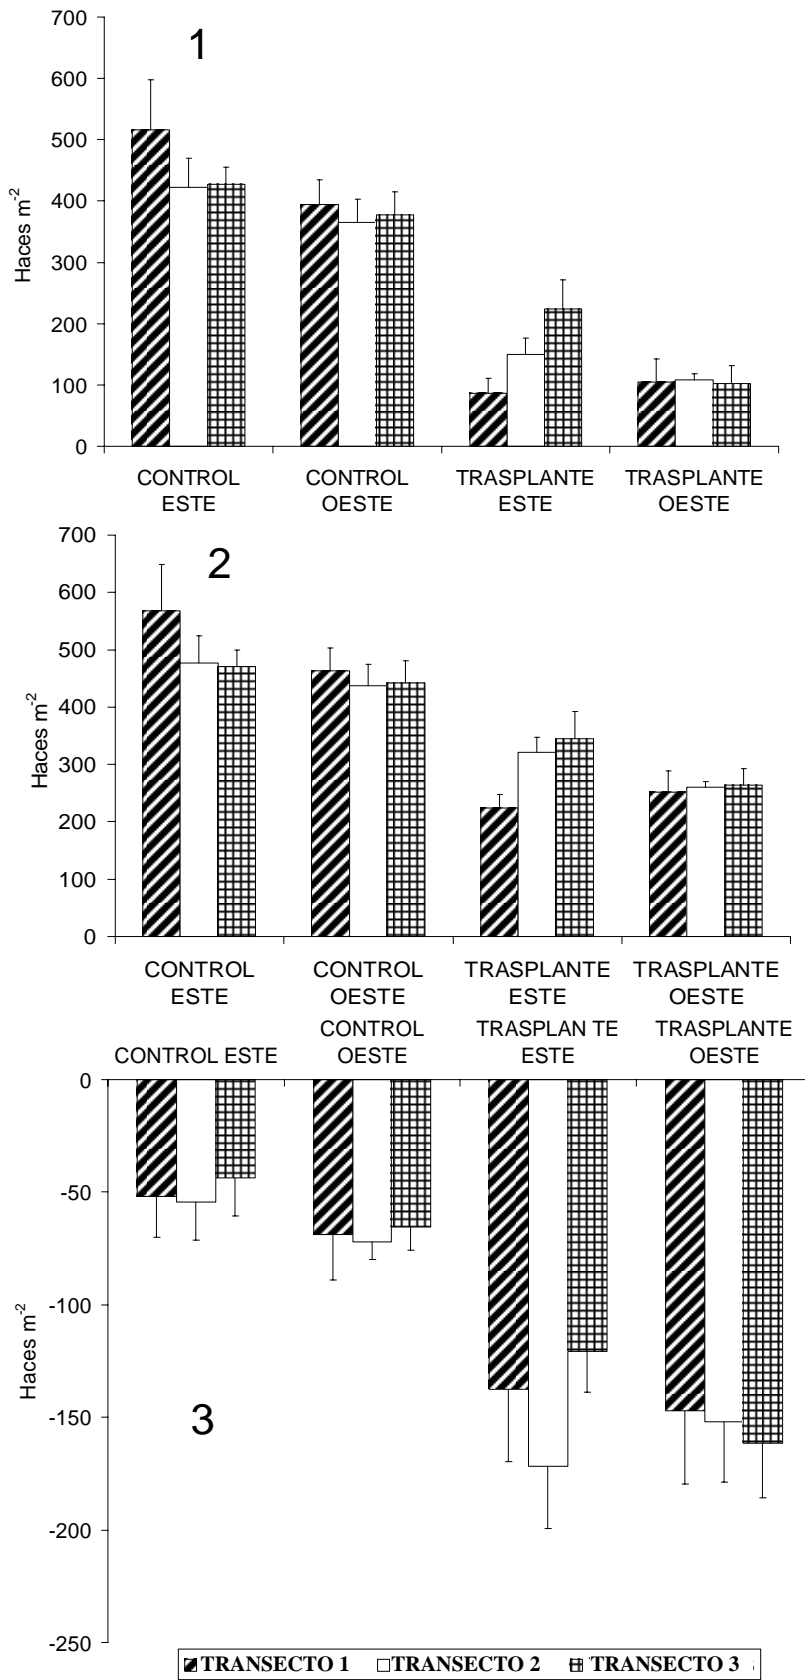 700
1
600
500
400
300
200
100
0
Haces m-2
CONTROL ESTE
CONTROL OESTE
TRASPLANTE ESTE
TRASPLANTE OESTE
700
2
600
500
400
300
200
100
0
Haces m-2
CONTROL ESTE
CONTROL OESTE
TRASPLANTE ESTE
TRASPLANTE OESTE
CONTROL ESTE
CONTROL OESTE
TRASPLAN TE ESTE
TRASPLANTE OESTE
0
-50
-100
-150
-200
-250
Haces m-2
3
TRANSECTO 1 TRANSECTO 2 TRANSECTO 3